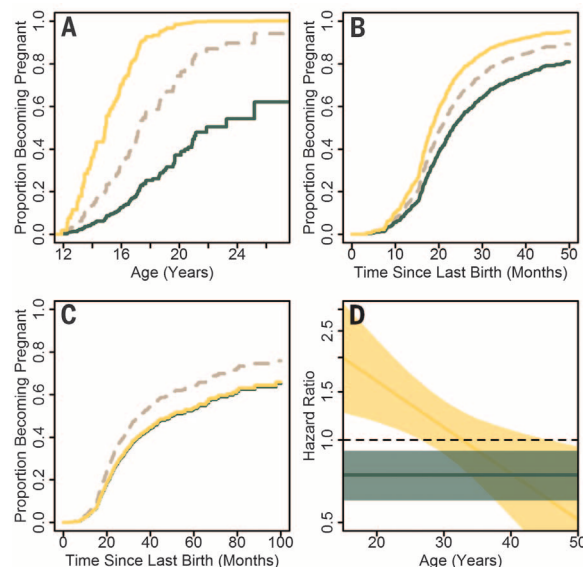 A
Proportion Becoming Pregnant
0.0 0.2 0.4 0.6 0.8 1.0
12 16 20 24
Age (Years)
B
Proportion Becoming Pregnant
0.0 0.2 0.4 0.6 0.8 1.0
0 10 20 30 40 50
Time Since Last Birth (Months)
C
Proportion Becoming Pregnant
0.0 0.2 0.4 0.6 0.8 1.0
0 20 40 60 80 100
Time Since Last Birth (Months)
D
Hazard Ratio
0.5 1.0 1.5 2.5
20 30 40 50
Age (Years)